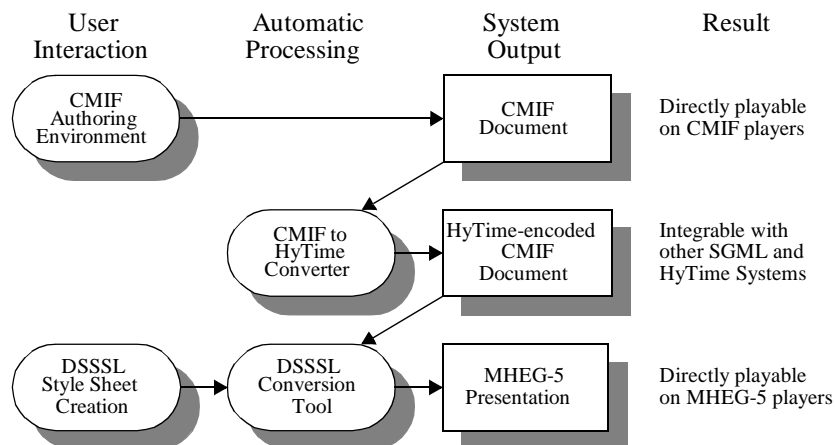 User
Interaction
Automatic
Processing
System
Output
Result
CMIF
Authoring
Environment
CMIF
Document
Directly playable
on CMIF players
CMIF to
HyTime
Converter
HyTime-encoded
CMIF
Document
Integrable with
other SGML and
HyTime Systems
DSSSL
Style Sheet
Creation
DSSSL
Conversion
Tool
MHEG-5
Presentation
Directly playable
on MHEG-5 players